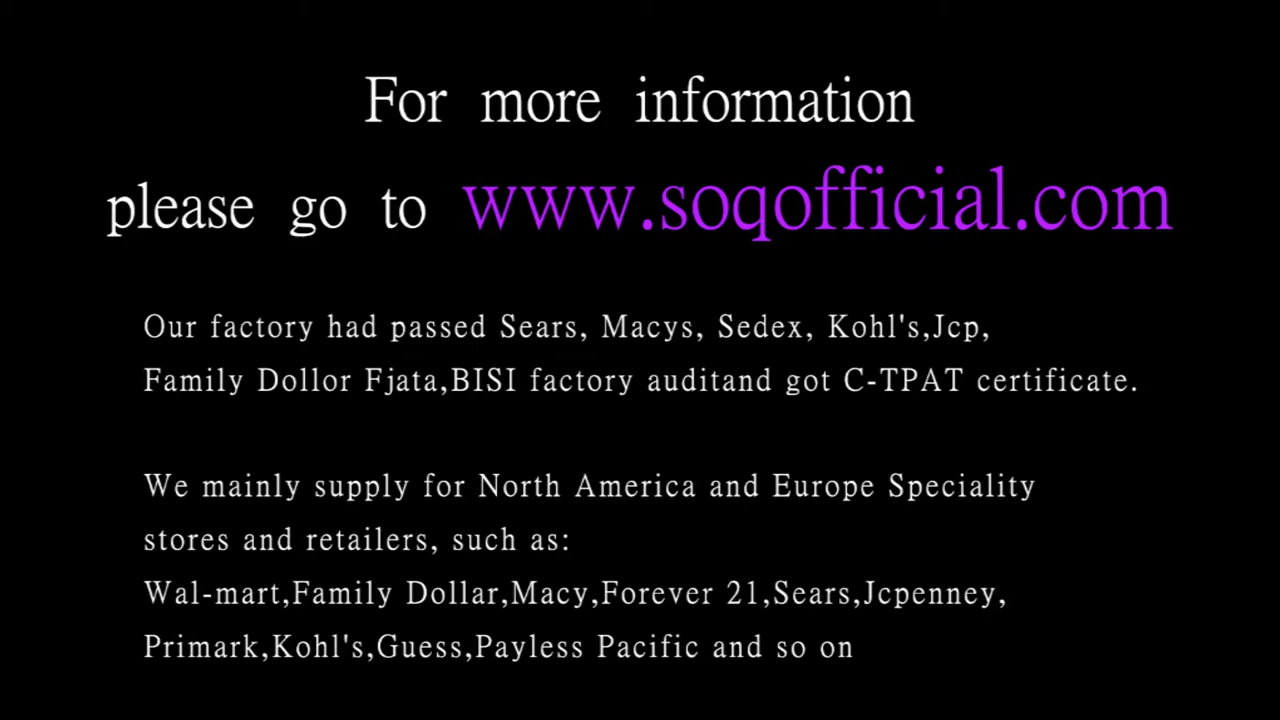 For more information
please go to www.soqofficial.com
Our factory had passed Sears, Macys, Sedex, Kohl's,Jcp,
Family Dollor Fjata,BISI factory auditand got C-TPAT certificate.
We mainly supply for North America and Europe Speciality
stores and retailers, such as:
Wal-mart,Family Dollar,Macy,Forever 21,Sears,Jcpenney,
Primark,Kohl's,Guess,Payless Pacific and so on